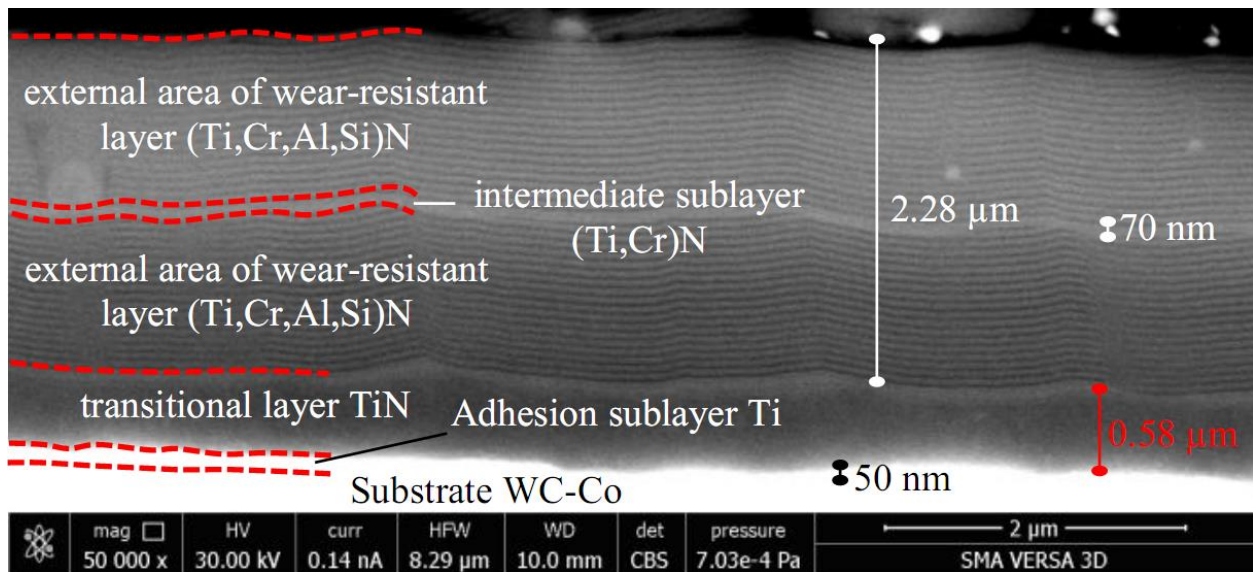 external area of wear-resistant
layer (Ti,Cr,Al,Si)N
intermediate sublayer
(Ti,Cr)N
2.28 µm
70 nm
external area of wear-resistant
layer (Ti,Cr,Al,Si)N
transitional layer TiN
Adhesion sublayer Ti
0.58 µm
50 nm
Substrate WC-Co
mag HV curr HFW WD det pressure 2 µm
50 000 x 30.00 kV 0.14 nA 8.29 µm 10.0 mm CBS 7.03e-4 Pa SMA VERSA 3D